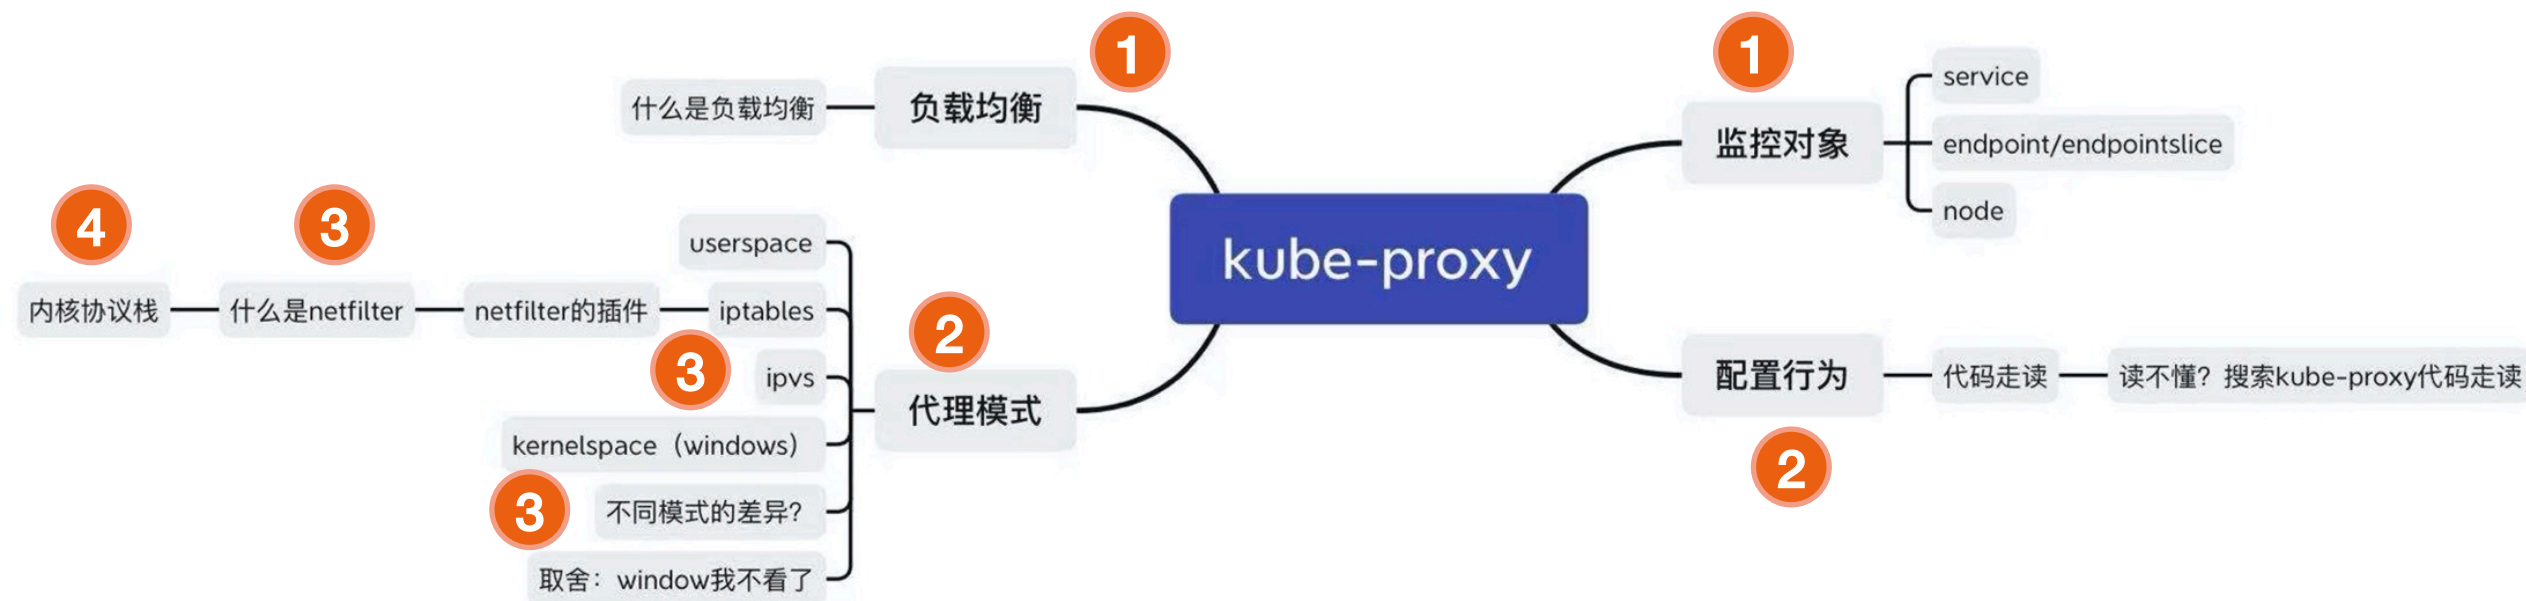 1
1
什么是负载均衡
负载均衡
监控对象
service
endpoint/endpointslice
node
kube-proxy
4
3
userspace
内核协议栈
什么是netfilter
netfilter的插件
iptables
2
3
ipvs
代理模式
kernelspace（windows）
3
不同模式的差异？
取舍：window我不看了
配置行为
代码走读
读不懂？搜索kube-proxy代码走读
2